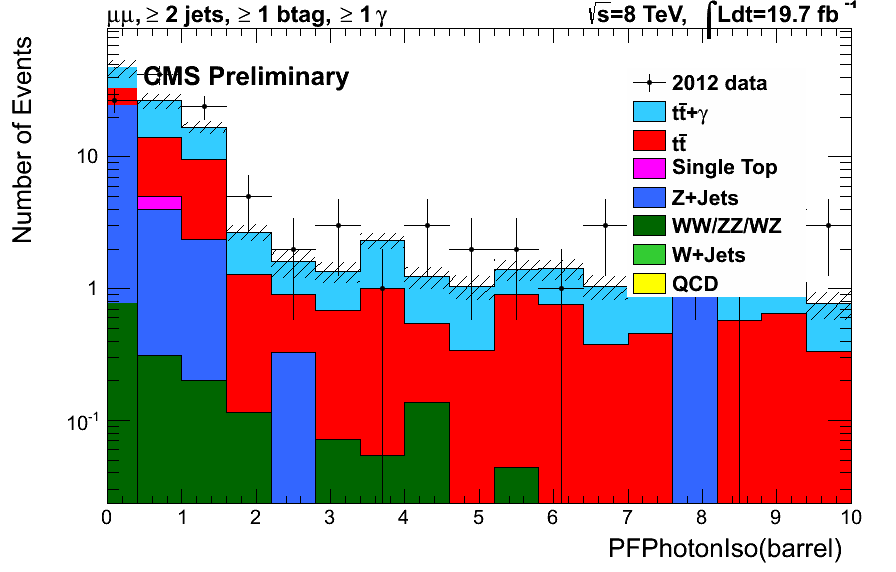 μμ, ≥ 2 jets, ≥ 1 btag, ≥ 1 γ
√s=8 TeV, ∫Ldt=19.7 fb⁻¹
CMS Preliminary
Number of Events
2012 data
tt̄+γ
tt̄
Single Top
Z+Jets
WW/ZZ/WZ
W+Jets
QCD
10
1
10⁻¹
0 1 2 3 4 5 6 7 8 9 10
PFPhotonIso(barrel)